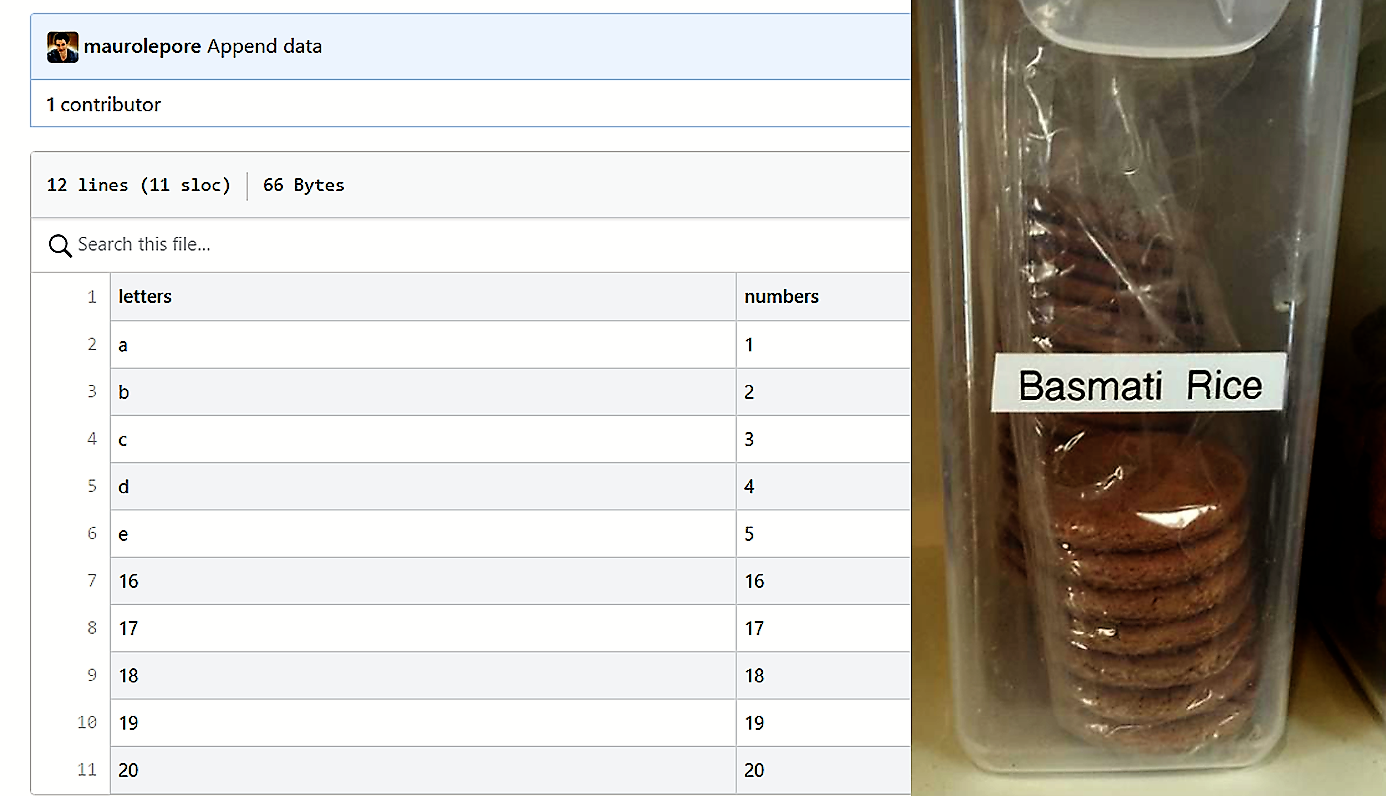 maurolepore Append data
1 contributor
12 lines (11 sloc) | 66 Bytes
Search this file...
1 letters numbers
2 a 1
3 b 2
4 c 3
5 d 4
6 e 5
7 16 16
8 17 17
9 18 18
10 19 19
11 20 20
Basmati Rice